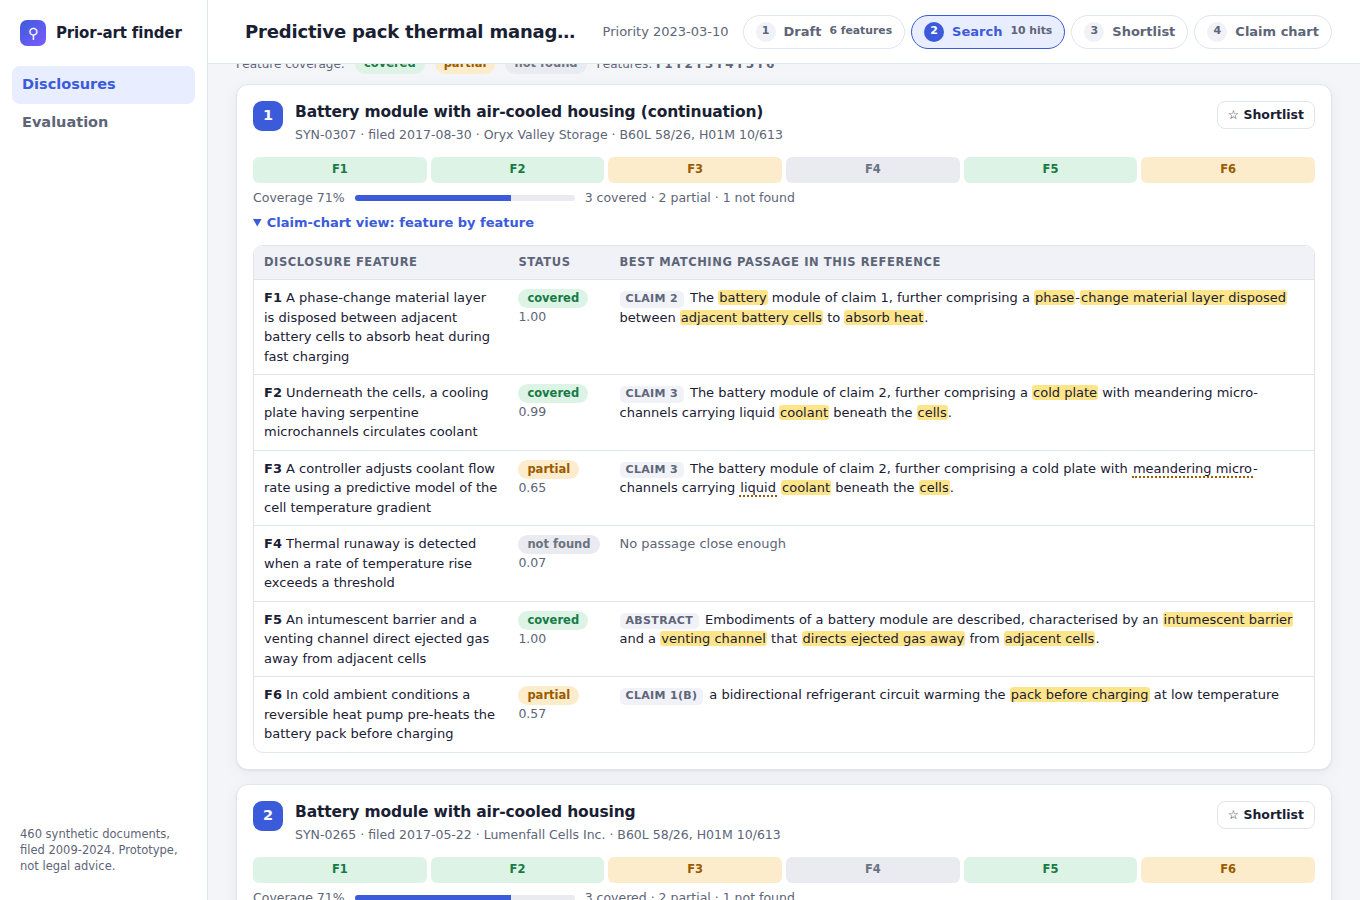 Prior-art finder
Disclosures
Evaluation
460 synthetic documents,
filed 2009-2024. Prototype,
not legal advice.
Predictive pack thermal manag...
Priority 2023-03-10
1 Draft 6 features
2 Search 10 hits
3 Shortlist
4 Claim chart
Feature coverage: covered partial not found Features: F1 F2 F3 F4 F5 F6
1 Battery module with air-cooled housing (continuation)
☆ Shortlist
SYN-0307 · filed 2017-08-30 · Oryx Valley Storage · B60L 58/26, H01M 10/613
F1 F2 F3 F4 F5 F6
Coverage 71% 3 covered · 2 partial · 1 not found
▼ Claim-chart view: feature by feature
DISCLOSURE FEATURE STATUS BEST MATCHING PASSAGE IN THIS REFERENCE
F1 A phase-change material layer
is disposed between adjacent
battery cells to absorb heat during
fast charging
covered
1.00
CLAIM 2 The battery module of claim 1, further comprising a phase-change material layer disposed
between adjacent battery cells to absorb heat.
F2 Underneath the cells, a cooling
plate having serpentine
microchannels circulates coolant
covered
0.99
CLAIM 3 The battery module of claim 2, further comprising a cold plate with meandering micro-
channels carrying liquid coolant beneath the cells.
F3 A controller adjusts coolant flow
rate using a predictive model of the
cell temperature gradient
partial
0.65
CLAIM 3 The battery module of claim 2, further comprising a cold plate with meandering micro-
channels carrying liquid coolant beneath the cells.
F4 Thermal runaway is detected
when a rate of temperature rise
exceeds a threshold
not found
0.07
No passage close enough
F5 An intumescent barrier and a
venting channel direct ejected gas
away from adjacent cells
covered
1.00
ABSTRACT Embodiments of a battery module are described, characterised by an intumescent barrier
and a venting channel that directs ejected gas away from adjacent cells.
F6 In cold ambient conditions a
reversible heat pump pre-heats the
battery pack before charging
partial
0.57
CLAIM 1(B) a bidirectional refrigerant circuit warming the pack before charging at low temperature
2 Battery module with air-cooled housing
☆ Shortlist
SYN-0265 · filed 2017-05-22 · Lumenfall Cells Inc. · B60L 58/26, H01M 10/613
F1 F2 F3 F4 F5 F6
Coverage 71% 3 covered · 2 partial · 1 not found